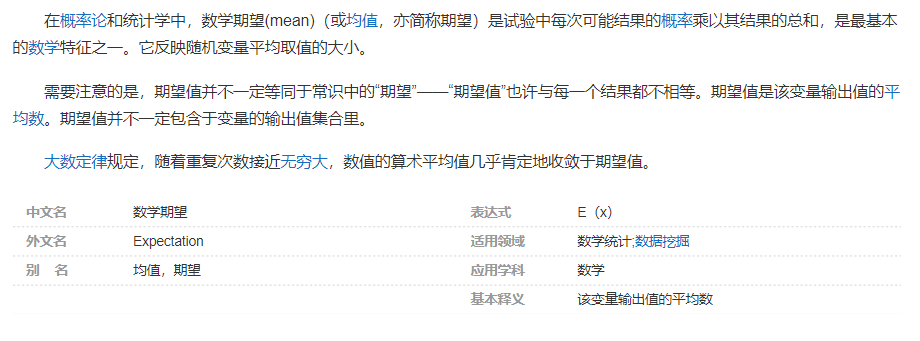 在概率论和统计学中，数学期望(mean)（或均值，亦简称期望）是试验中每次可能结果的概率乘以其结果的总和，是最基本
的数学特征之一。它反映随机变量平均取值的大小。
需要注意的是，期望值并不一定等同于常识中的“期望”——“期望值”也许与每一个结果都不相等。期望值是该变量输出值的平
均数。期望值并不一定包含于变量的输出值集合里。
大数定律规定，随着重复次数接近无穷大，数值的算术平均值几乎肯定地收敛于期望值。
中文名 数学期望 表达式 E（x）
外文名 Expectation 适用领域 数学统计;数据挖掘
别 名 均值，期望 应用学科 数学
基本释义 该变量输出值的平均数